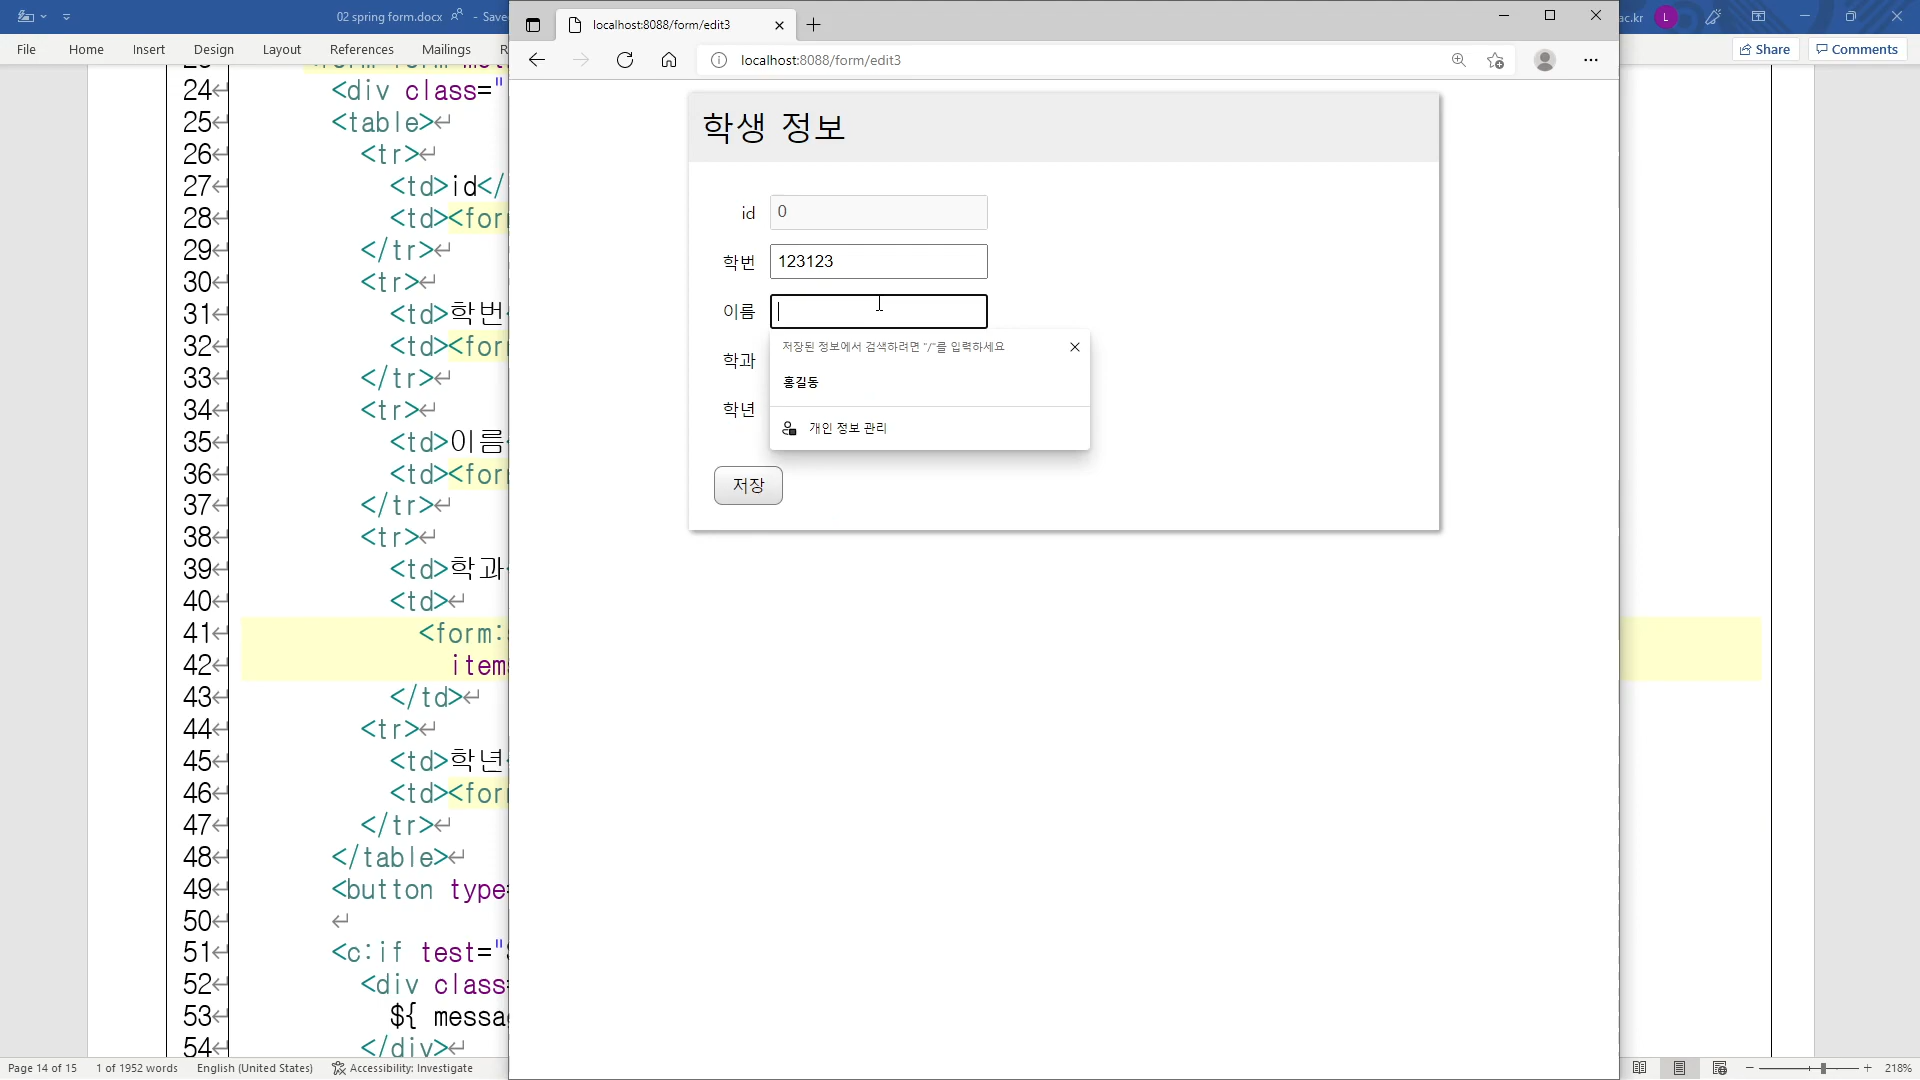 02 spring form.docx - Save
ac.kr L
File Home Insert Design Layout References Mailings R
Share Comments
localhost:8088/form/edit3
localhost:8088/form/edit3
24 <div class="
25 <table>
26 <tr>
27 <td>id</
28 <td><for
29 </tr>
30 <tr>
31 <td>학번
32 <td><for
33 </tr>
34 <tr>
35 <td>이름
36 <td><for
37 </tr>
38 <tr>
39 <td>학과
40 <td>
41 <form:
42 items
43 </td>
44 <tr>
45 <td>학년
46 <td><for
47 </tr>
48 </table>
49 <button type=
50
51 <c:if test="
52 <div class
53 ${ messa
54 </div>
학생 정보
id 0
학번 123123
이름
저장된 정보에서 검색하려면 "/"를 입력하세요
홍길동
개인 정보 관리
학과
학년
저장
Page 14 of 15 1 of 1952 words English (United States) Accessibility: Investigate
218%